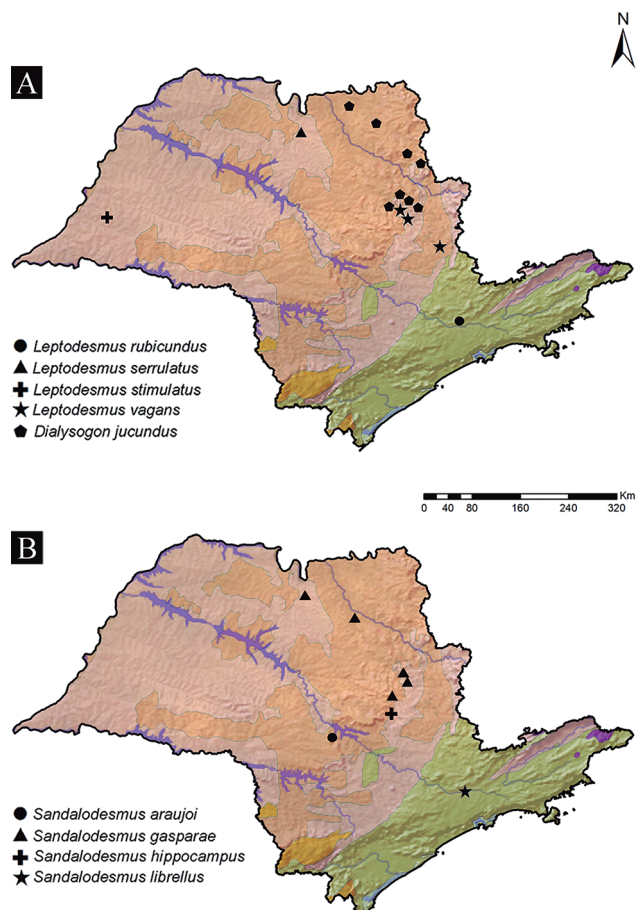 N
A
Leptodesmus rubicundus
Leptodesmus serrulatus
Leptodesmus stimulatus
Leptodesmus vagans
Dialysogon jucundus
Km
0 40 80 160 240 320
B
Sandalodesmus araujoi
Sandalodesmus gasparae
Sandalodesmus hippocampus
Sandalodesmus librellus